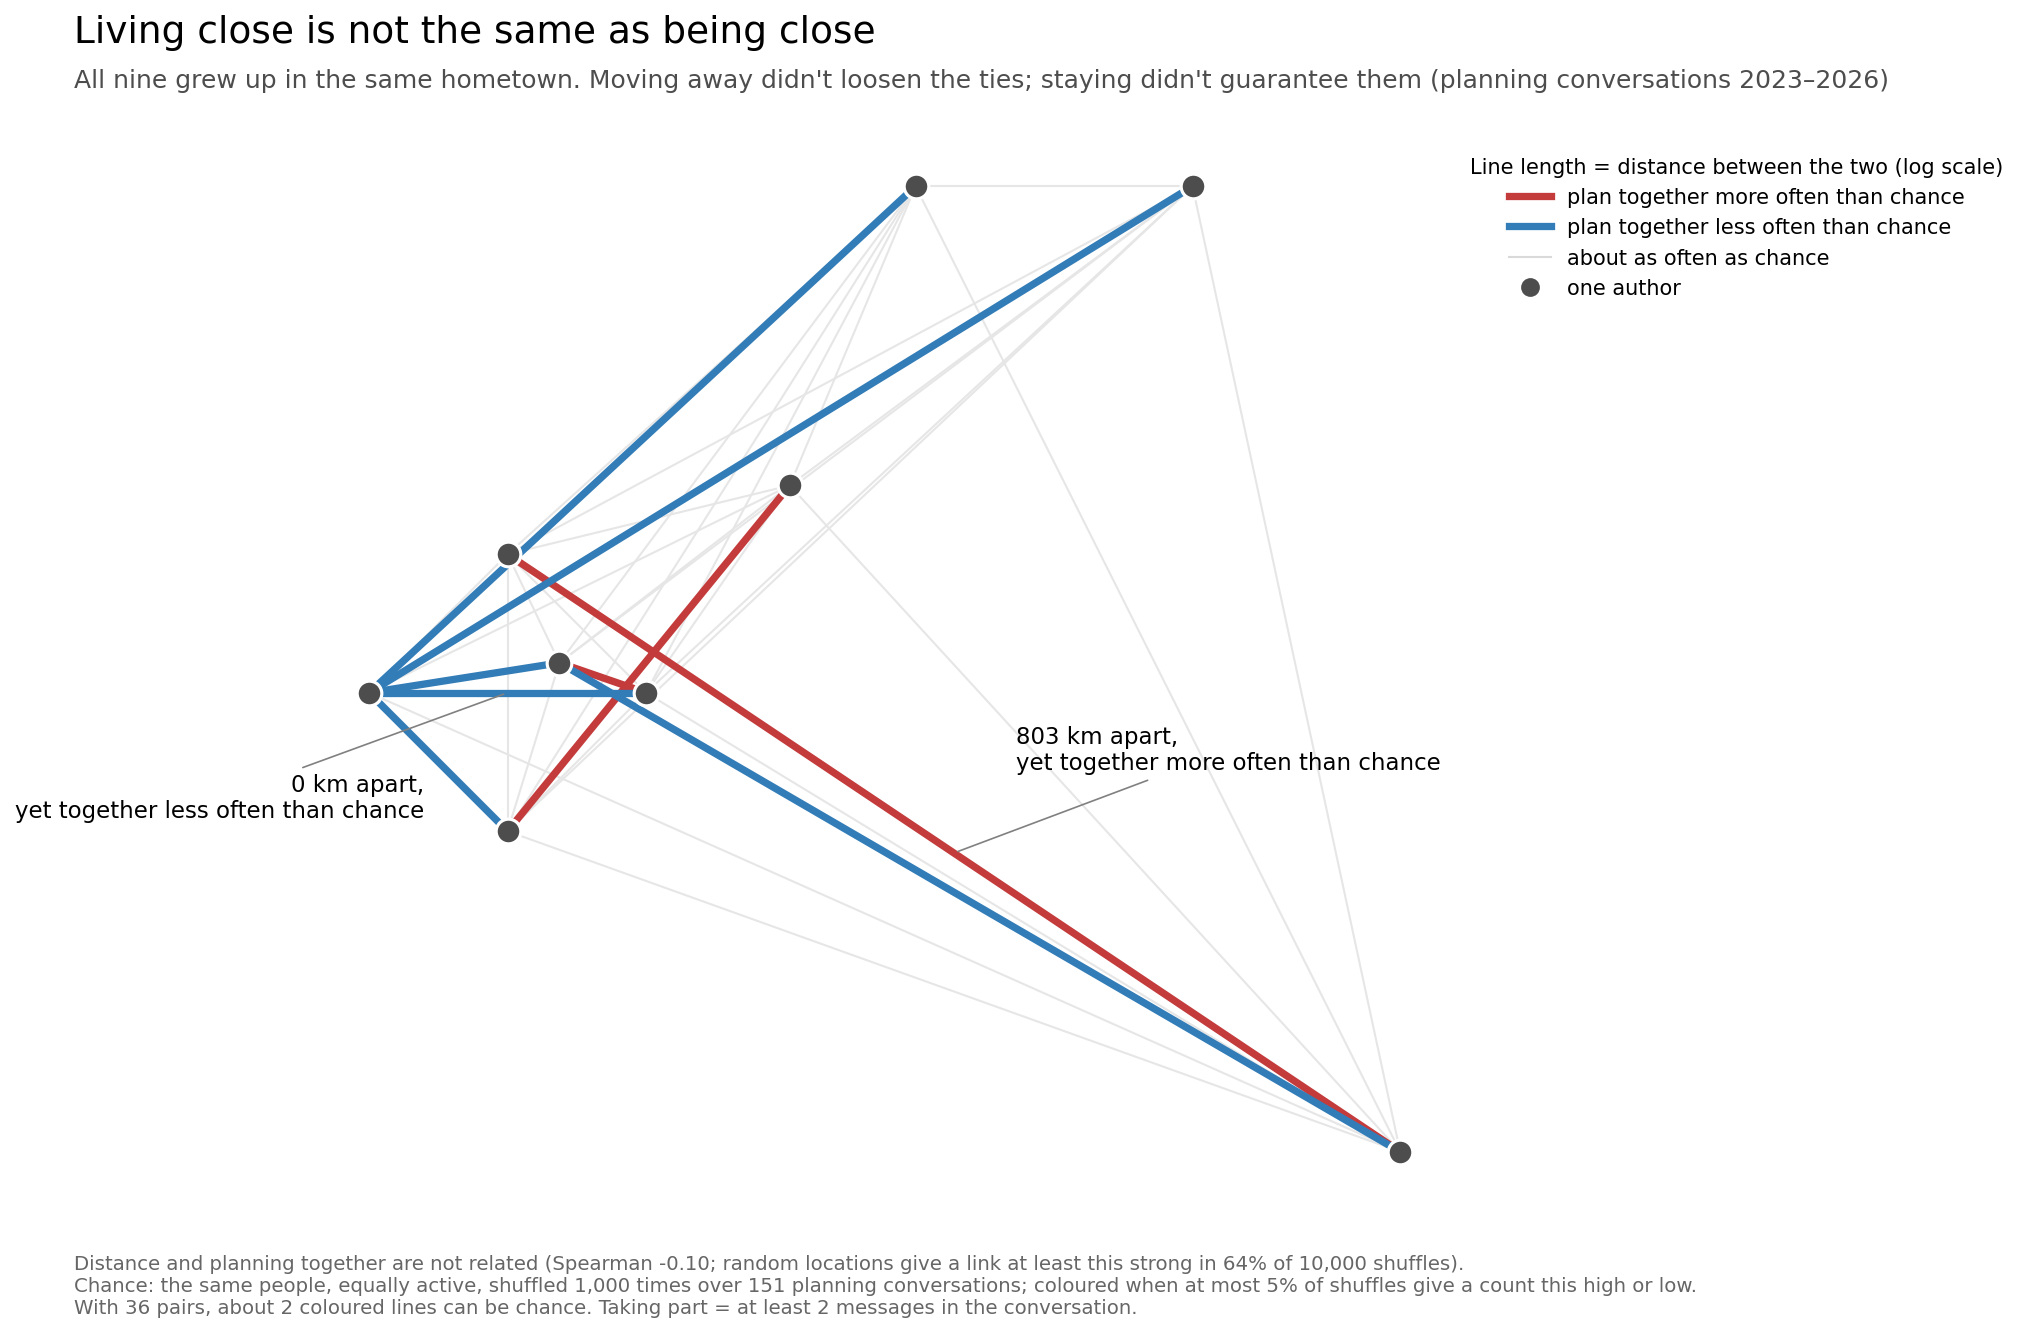 Living close is not the same as being close
All nine grew up in the same hometown. Moving away didn't loosen the ties; staying didn't guarantee them (planning conversations 2023–2026)
Line length = distance between the two (log scale)
plan together more often than chance
plan together less often than chance
about as often as chance
one author
803 km apart,
yet together more often than chance
0 km apart,
yet together less often than chance
Distance and planning together are not related (Spearman -0.10; random locations give a link at least this strong in 64% of 10,000 shuffles).
Chance: the same people, equally active, shuffled 1,000 times over 151 planning conversations; coloured when at most 5% of shuffles give a count this high or low.
With 36 pairs, about 2 coloured lines can be chance. Taking part = at least 2 messages in the conversation.